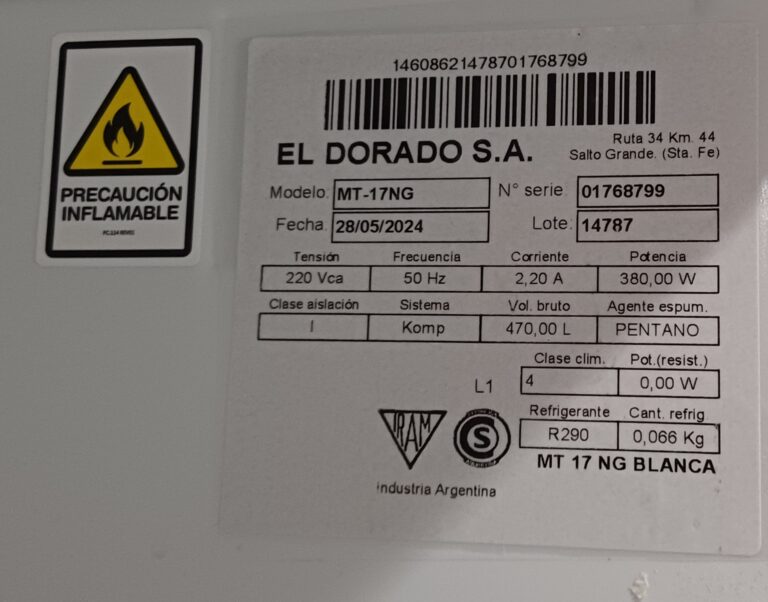 PRECAUCIÓN
INFLAMABLE
14608621478701768799
EL DORADO S.A.
Ruta 34 Km. 44
Salto Grande. (Sta. Fe)
Modelo: MT-17NG N° serie: 01768799
Fecha: 28/05/2024 Lote: 14787
Tensión Frecuencia Corriente Potencia
220 Vca 50 Hz 2,20 A 380,00 W
Clase aislación Sistema Vol. bruto Agente espum.
I Komp 470,00 L PENTANO
Clase clim. Pot.(resist.)
L1 4 0,00 W
Refrigerante Cant. refrig
R290 0,066 Kg
IRAM S
MT 17 NG BLANCA
Industria Argentina